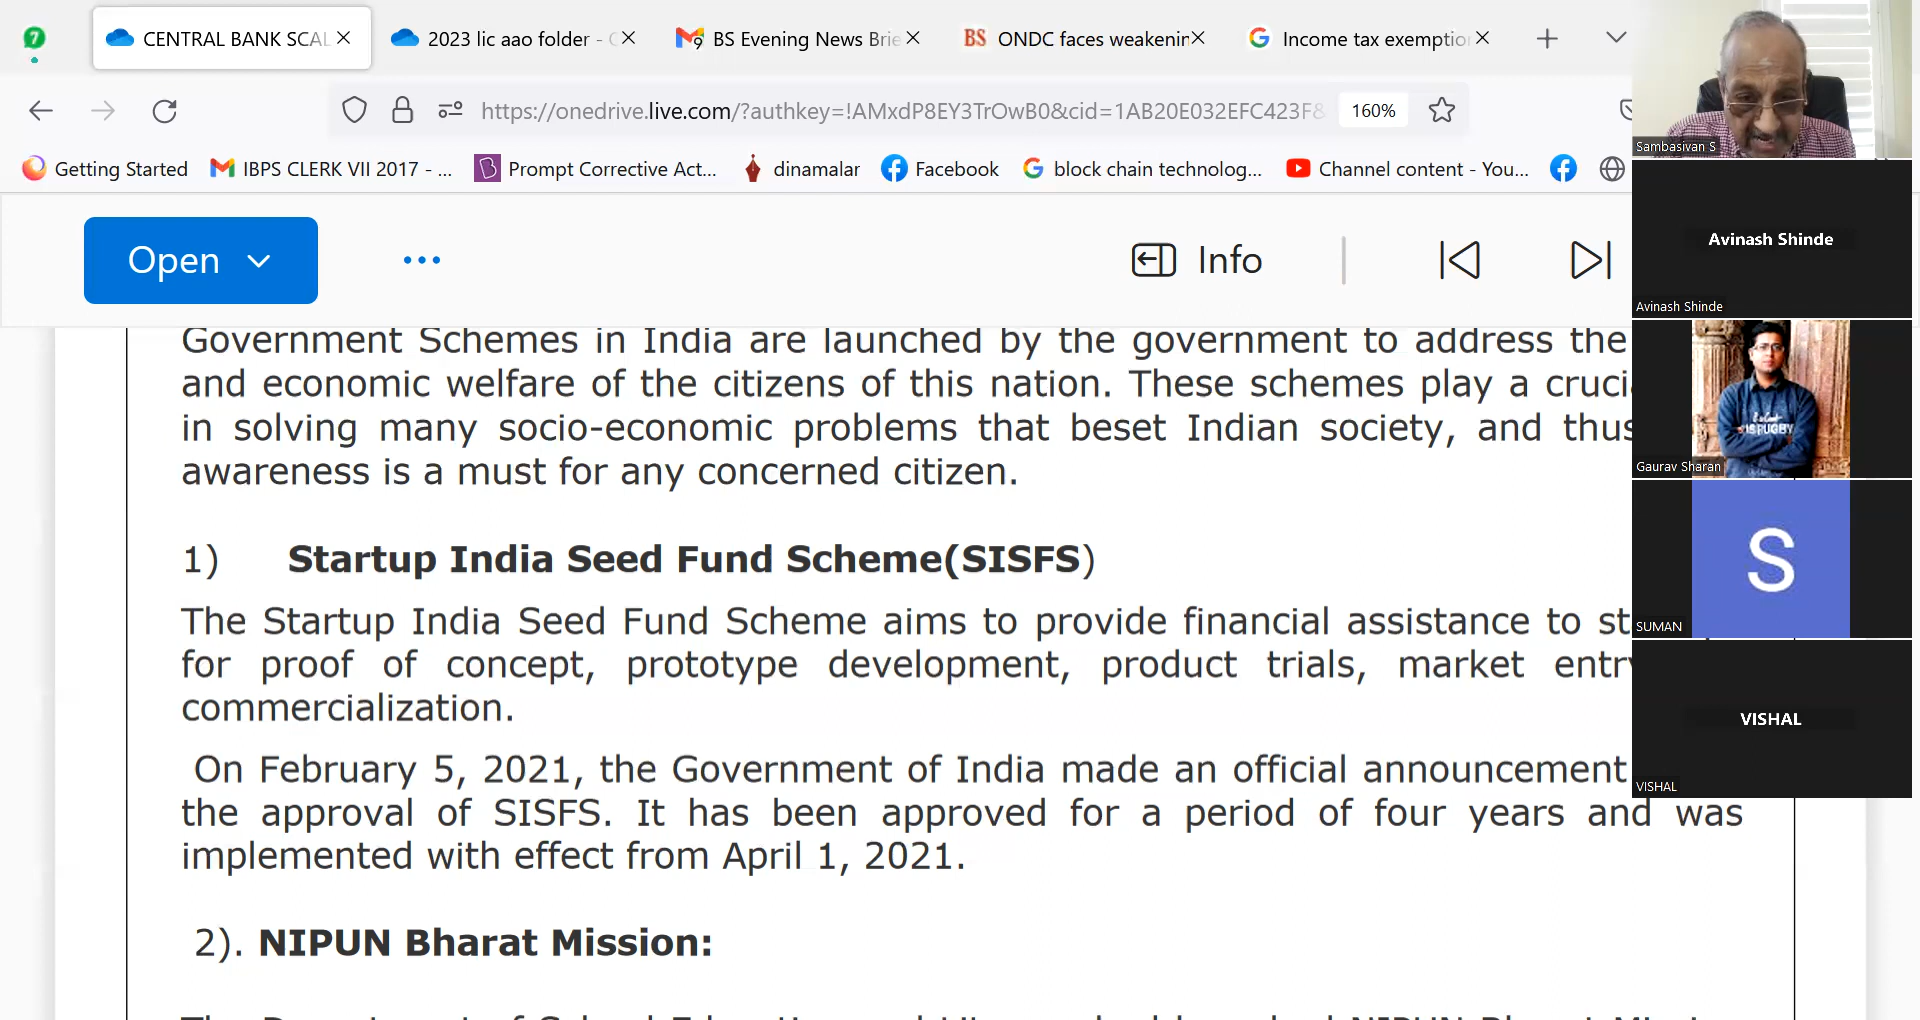 7
CENTRAL BANK SCAL
2023 lic aao folder -
9
BS Evening News Brie
BS
ONDC faces weakenin
Income tax exemptio
https://onedrive.live.com/?authkey=!AMxdP8EY3TrOwB0&cid=1AB20E032EFC423F&
160%
Getting Started
IBPS CLERK VII 2017 - ...
Prompt Corrective Act...
dinamalar
Facebook
block chain technolog...
Channel content - You...
Open
Info
Government Schemes in India are launched by the government to address the
and economic welfare of the citizens of this nation. These schemes play a cruci
in solving many socio-economic problems that beset Indian society, and thus
awareness is a must for any concerned citizen.
1) Startup India Seed Fund Scheme(SISFS)
The Startup India Seed Fund Scheme aims to provide financial assistance to st
for proof of concept, prototype development, product trials, market entry
commercialization.
On February 5, 2021, the Government of India made an official announcement
the approval of SISFS. It has been approved for a period of four years and was
implemented with effect from April 1, 2021.
2). NIPUN Bharat Mission:
Sambasivan S
Avinash Shinde
Avinash Shinde
Gaurav Sharan
S
SUMAN
VISHAL
VISHAL